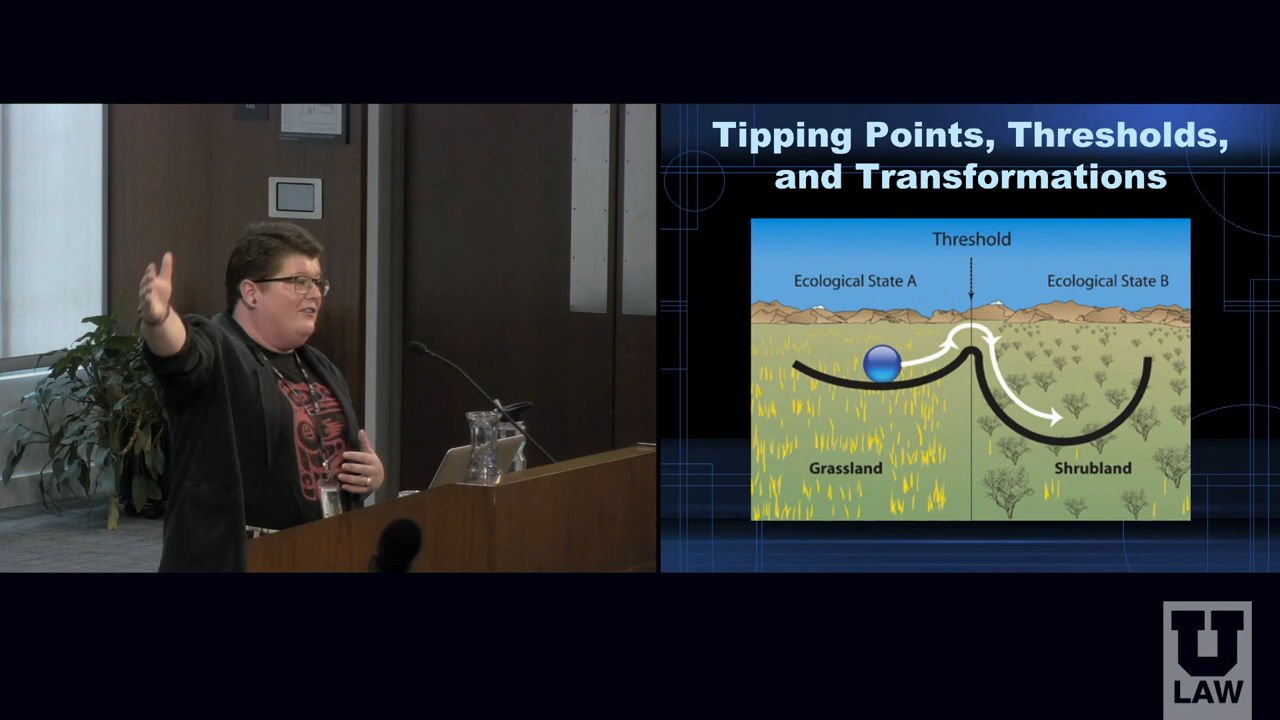 Tipping Points, Thresholds,
and Transformations
Threshold
Ecological State A
Ecological State B
Grassland
Shrubland
U
LAW